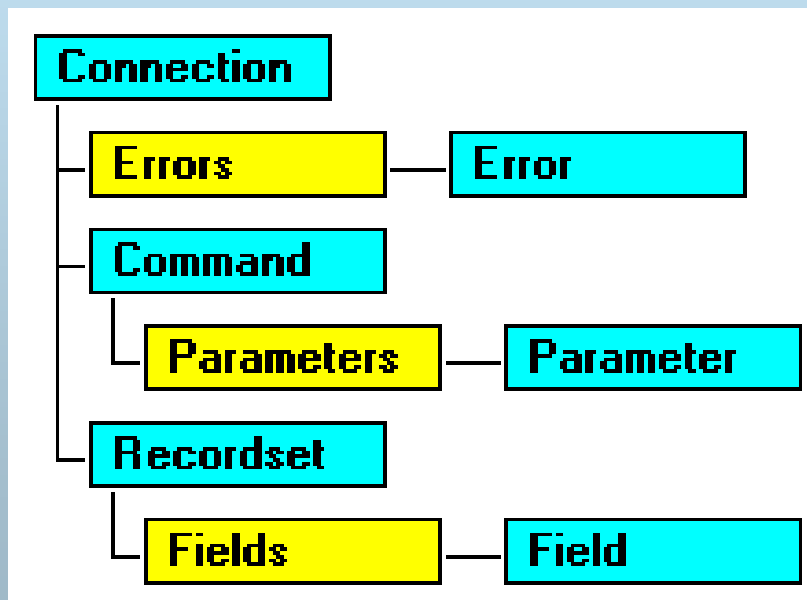 Connection
Errors
Error
Command
Parameters
Parameter
Recordset
Fields
Field